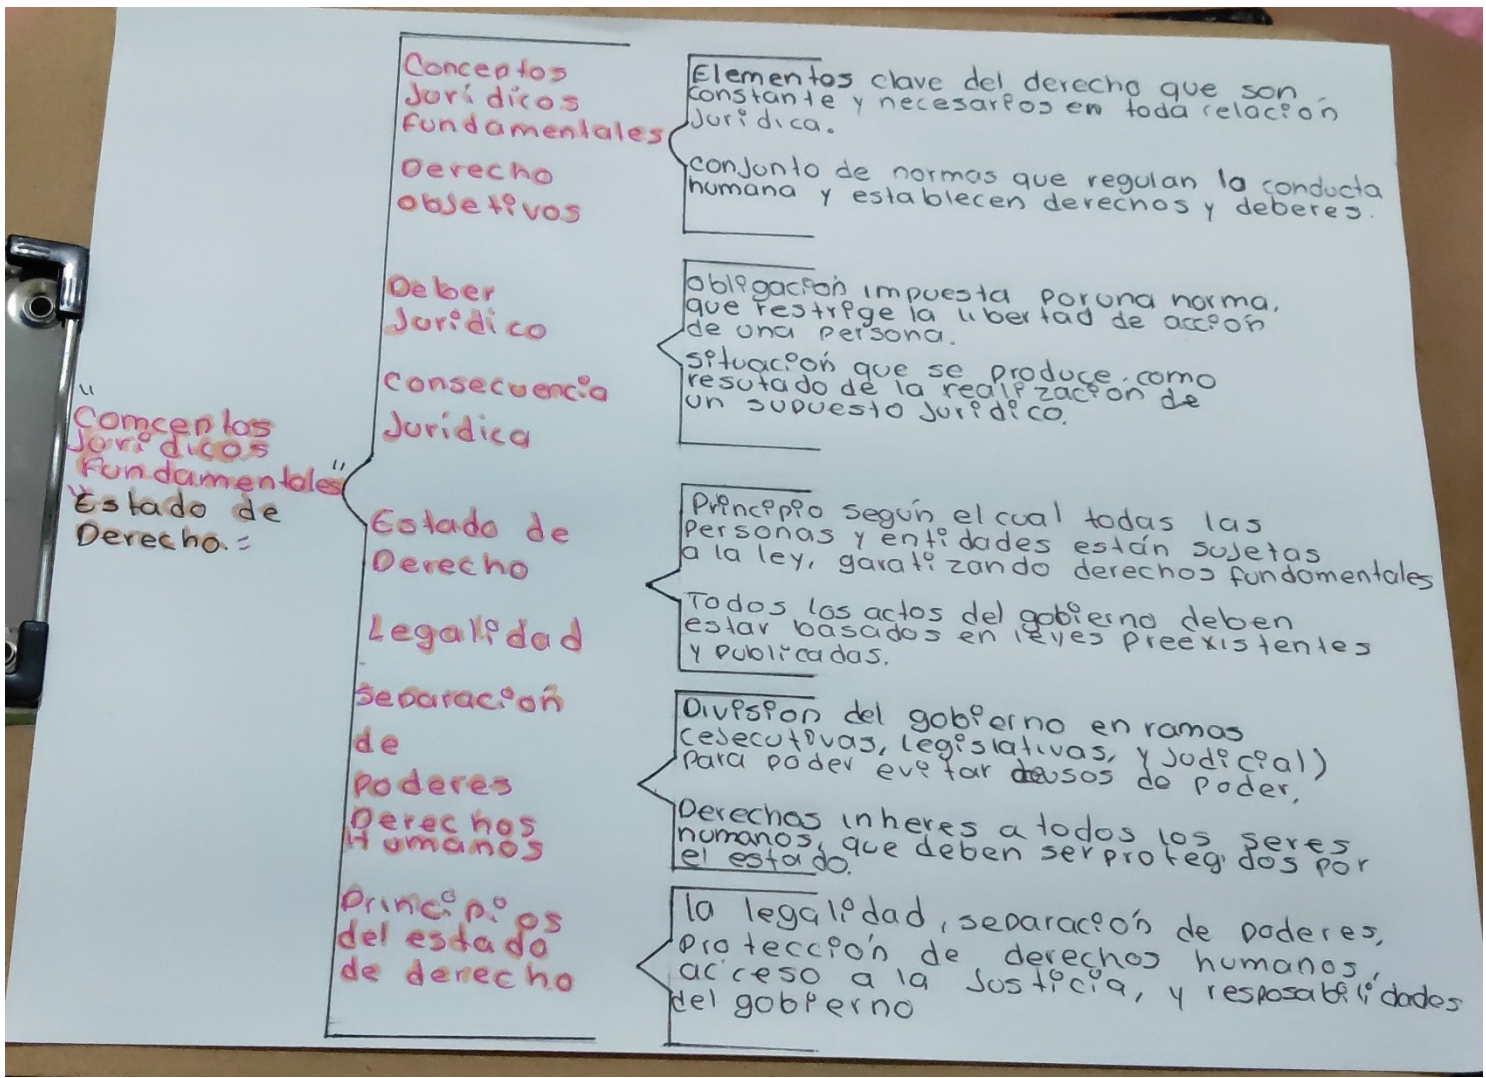 "
Comceptos
Jurídicos
Fundamentales"
"Estado de
Derecho.=
Conceptos
Jurídicos
fundamentales
Derecho
objetivos
Deber
Jurídico
consecuencia
Jurídica
Estado de
Derecho
Legalidad
Separación
de
poderes
Derechos
Humanos
Principios
del estado
de derecho
Elementos clave del derecho que son
constante y necesarios en toda relación
Jurídica.
conJunto de normas que regulan la conducta
humana y establecen derechos y deberes.
obligación impuesta por una norma,
que restrige la libertad de acción
de una persona.
situación que se produce, como
resutado de la realización de
un supuesto Jurídico.
Principio según el cual todas las
Personas y entidades están suJetas
a la ley, garatizando derechos fundamentales
Todos los actos del gobierno deben
estar basados en leyes preexistentes
y publicadas.
División del gobierno en ramas
(eJecutivas, legislativas, y Judicial)
para poder evitar de poder.
Derechos inheres a todos los seres
humanos, que deben ser protegidos por
el estado.
la legalidad, separación de poderes,
protección de derechos humanos,
acceso a la Justicia, y resposabilidades
del gobierno